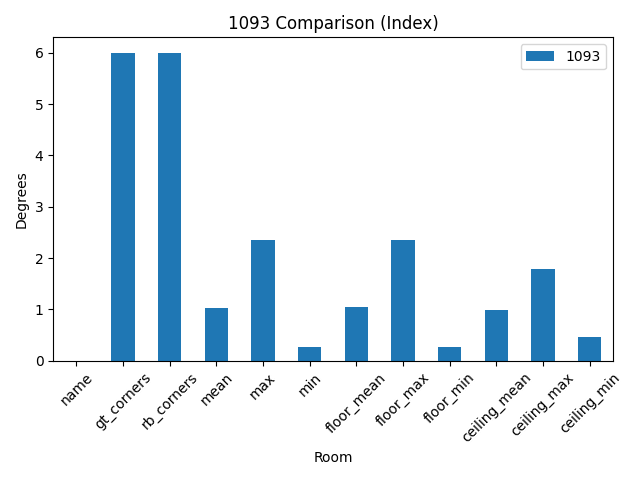 1093 Comparison (Index)
1093
Degrees
6
5
4
3
2
1
0
name
gt_corners
rb_corners
mean
max
min
floor_mean
floor_max
floor_min
ceiling_mean
ceiling_max
ceiling_min
Room